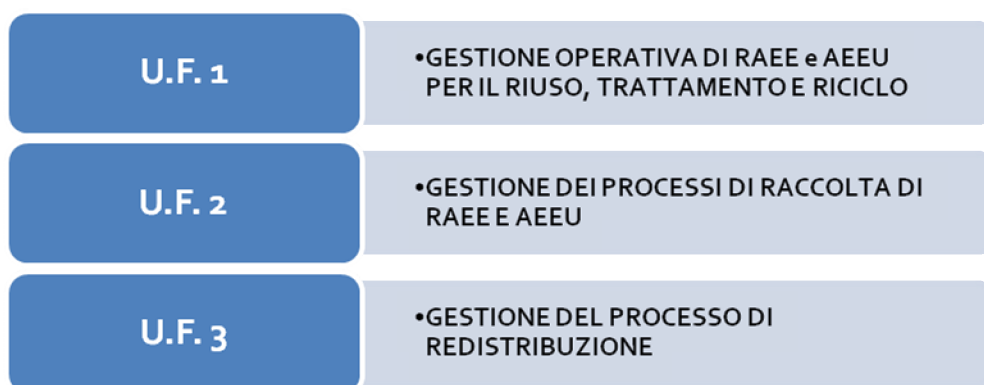 U.F. 1
•GESTIONE OPERATIVA DI RAEE e AEEU
PER IL RIUSO, TRATTAMENTO E RICICLO
U.F. 2
•GESTIONE DEI PROCESSI DI RACCOLTA DI
RAEE E AEEU
U.F. 3
•GESTIONE DEL PROCESSO DI
REDISTRIBUZIONE